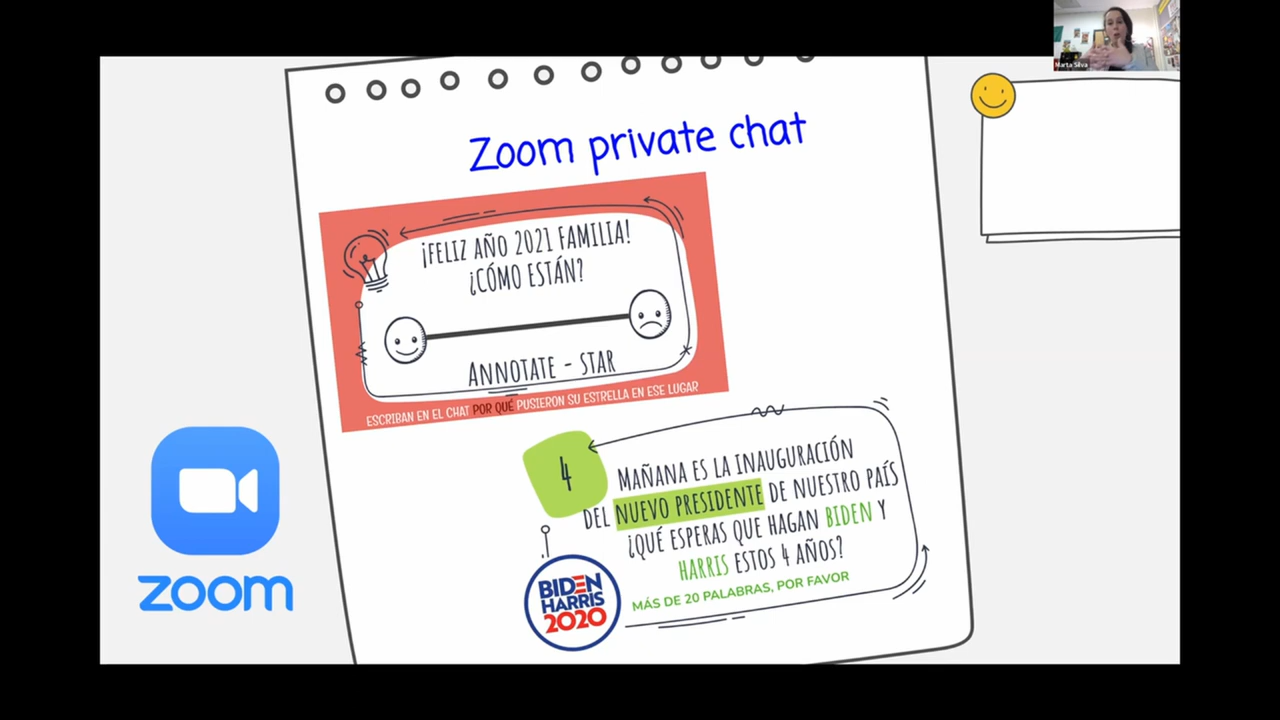 Marta Silva
Zoom private chat
¡FELIZ AÑO 2021 FAMILIA!
¿CÓMO ESTÁN?
ANNOTATE - STAR
ESCRIBAN EN EL CHAT POR QUÉ PUSIERON SU ESTRELLA EN ESE LUGAR
4
MAÑANA ES LA INAUGURACIÓN
DEL NUEVO PRESIDENTE DE NUESTRO PAÍS
¿QUÉ ESPERAS QUE HAGAN BIDEN Y
HARRIS ESTOS 4 AÑOS?
MÁS DE 20 PALABRAS, POR FAVOR
BIDEN
HARRIS
2020
zoom